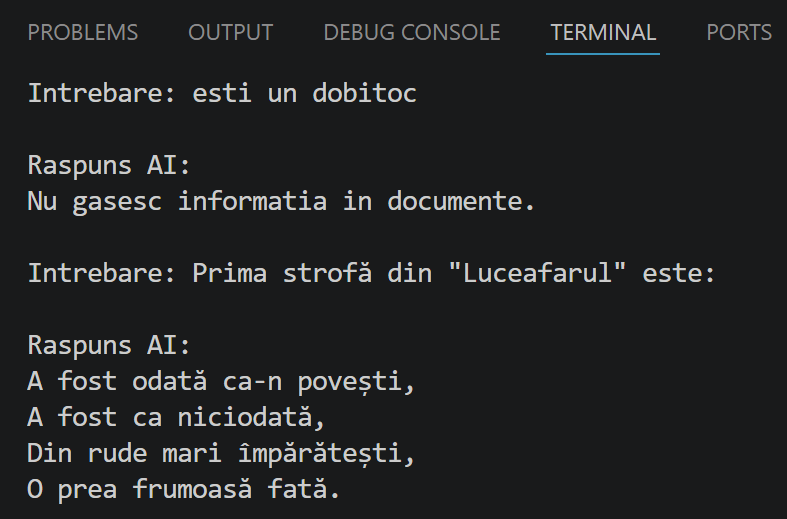 PROBLEMS OUTPUT DEBUG CONSOLE TERMINAL PORTS
Intrebare: esti un dobitoc
Raspuns AI:
Nu gasesc informatia in documente.
Intrebare: Prima strofă din "Luceafarul" este:
Raspuns AI:
A fost odată ca-n povești,
A fost ca niciodată,
Din rude mari împărătești,
O prea frumoasă fată.